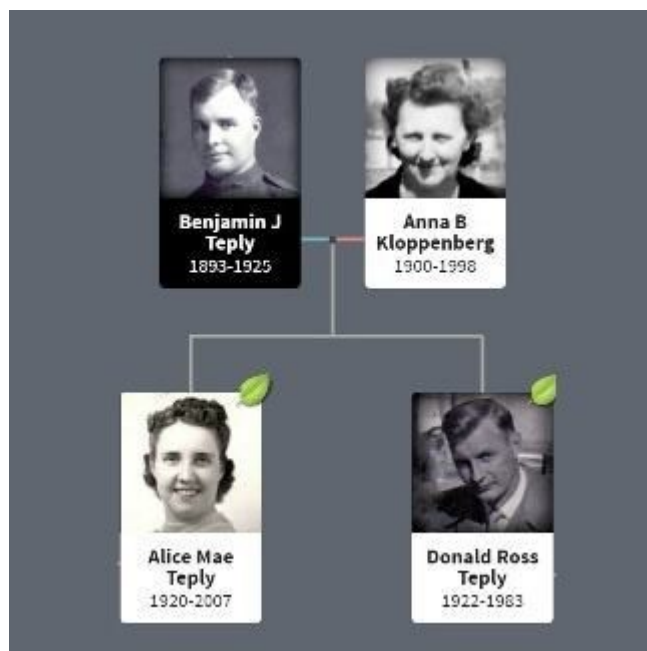 Benjamin J
Teply
1893-1925
Anna B
Kloppenberg
1900-1998
Alice Mae
Teply
1920-2007
Donald Ross
Teply
1922-1983